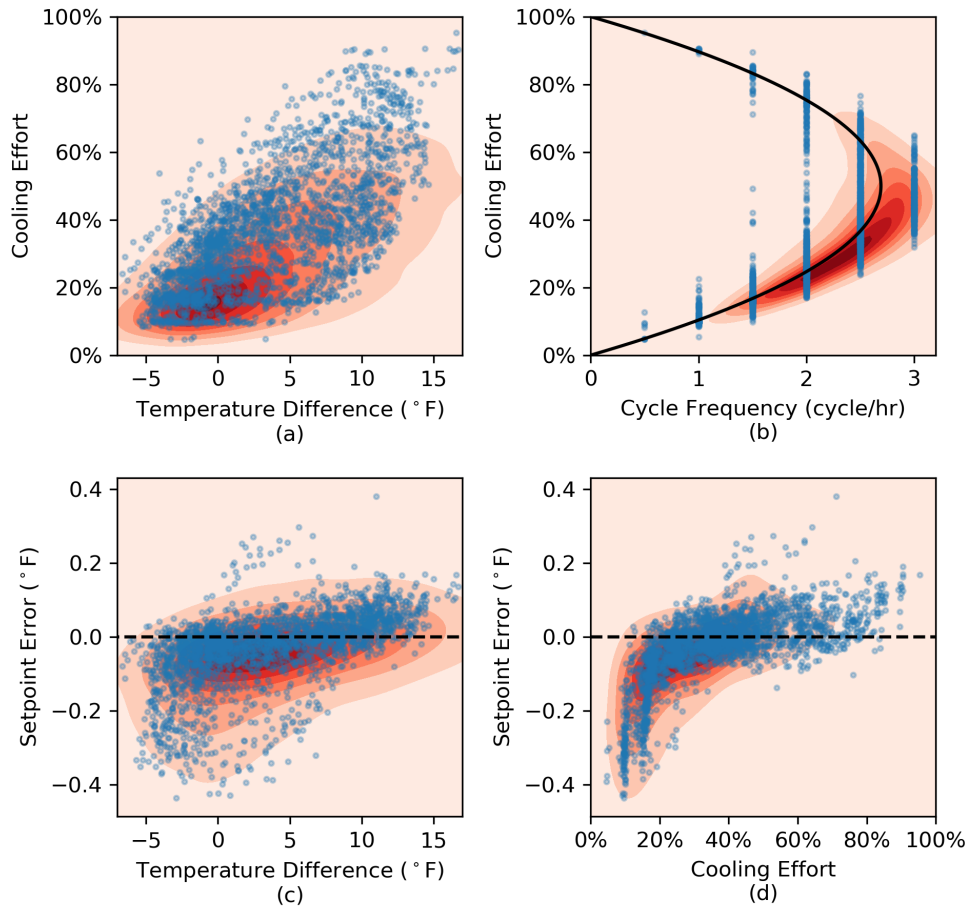 100%
80%
60%
40%
20%
0%
Cooling Effort
−5 0 5 10 15
Temperature Difference (°F)
(a)
100%
80%
60%
40%
20%
0%
Cooling Effort
0 1 2 3
Cycle Frequency (cycle/hr)
(b)
0.4
0.2
0.0
−0.2
−0.4
Setpoint Error (°F)
−5 0 5 10 15
Temperature Difference (°F)
(c)
0.4
0.2
0.0
−0.2
−0.4
Setpoint Error (°F)
0% 20% 40% 60% 80% 100%
Cooling Effort
(d)